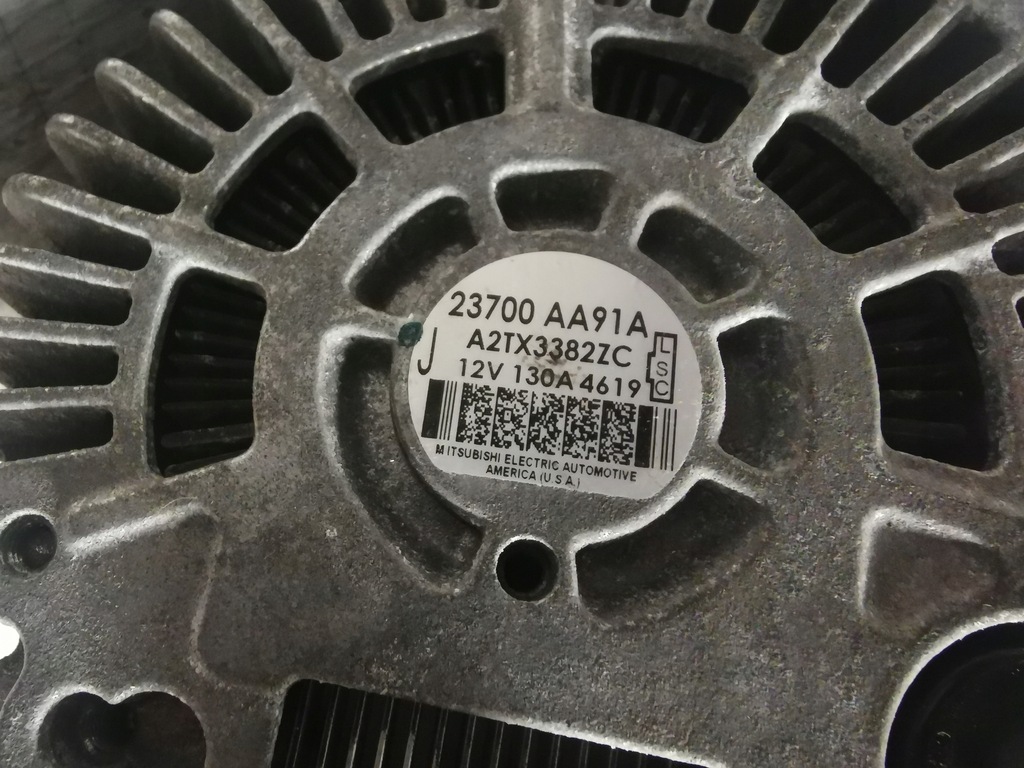 23700 AA91A
J A2TX3382ZC
12V 130A 4619
L
S
C
MITSUBISHI ELECTRIC AUTOMOTIVE
AMERICA (U.S.A.)